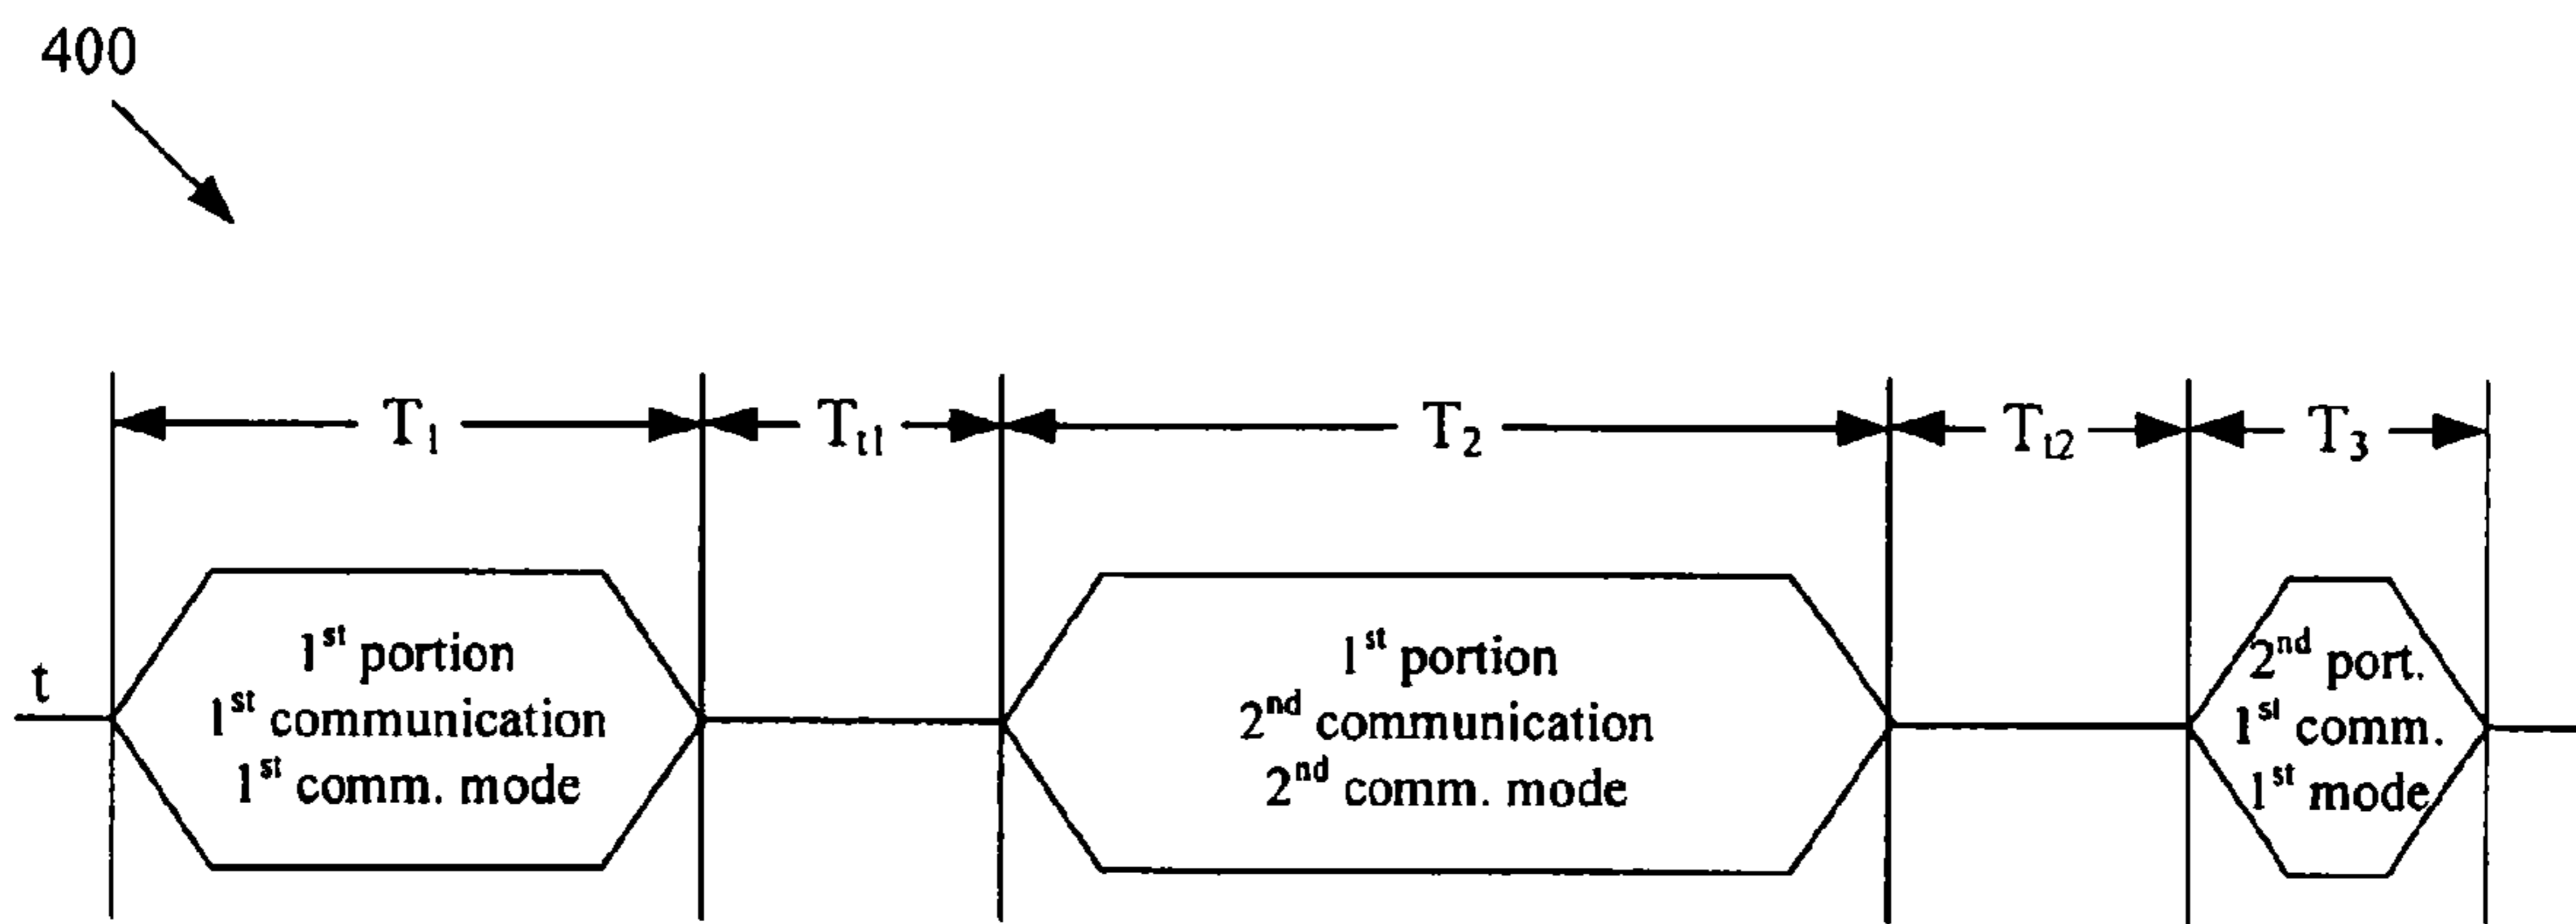 400
T₁ Tt1 T₂ Tt2 T₃
t
1st portion
1st communication
1st comm. mode
1st portion
2nd communication
2nd comm. mode
2nd port.
1st comm.
1st mode